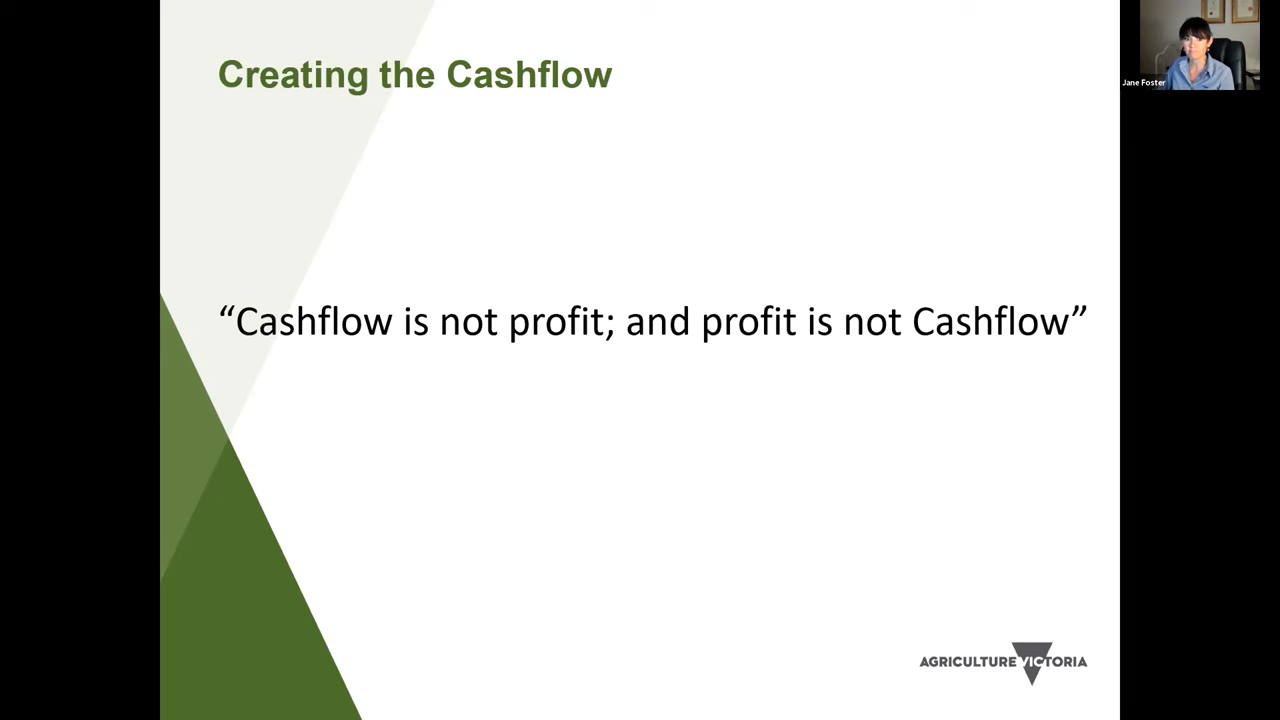 Creating the Cashflow
Jane Foster
“Cashflow is not profit; and profit is not Cashflow”
AGRICULTURE VICTORIA